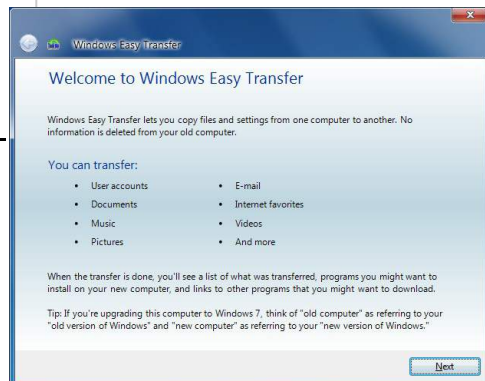 Windows Easy Transfer
Welcome to Windows Easy Transfer
Windows Easy Transfer lets you copy files and settings from one computer to another. No
information is deleted from your old computer.
You can transfer:
• User accounts
• Documents
• Music
• Pictures
• E-mail
• Internet favorites
• Videos
• And more
When the transfer is done, you'll see a list of what was transferred, programs you might want to
install on your new computer, and links to other programs that you might want to download.
Tip: If you're upgrading this computer to Windows 7, think of "old computer" as referring to your
"old version of Windows" and "new computer" as referring to your "new version of Windows."
Next